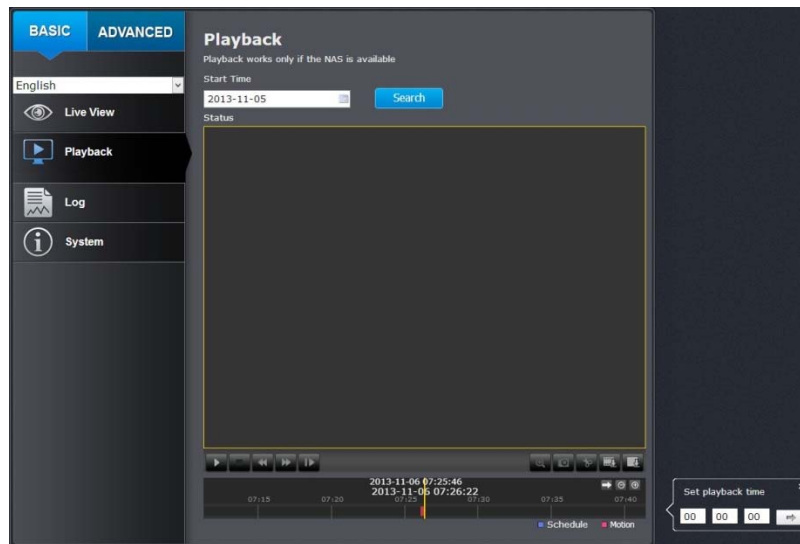 BASIC ADVANCED
English
Live View
Playback
Log
System
Playback
Playback works only if the NAS is available
Start Time
2013-11-05 Search
Status
2013-11-06 07:25:46
2013-11-06 07:26:22
07:15 07:20 07:25 07:30 07:35 07:40
Schedule Motion
Set playback time
00 00 00